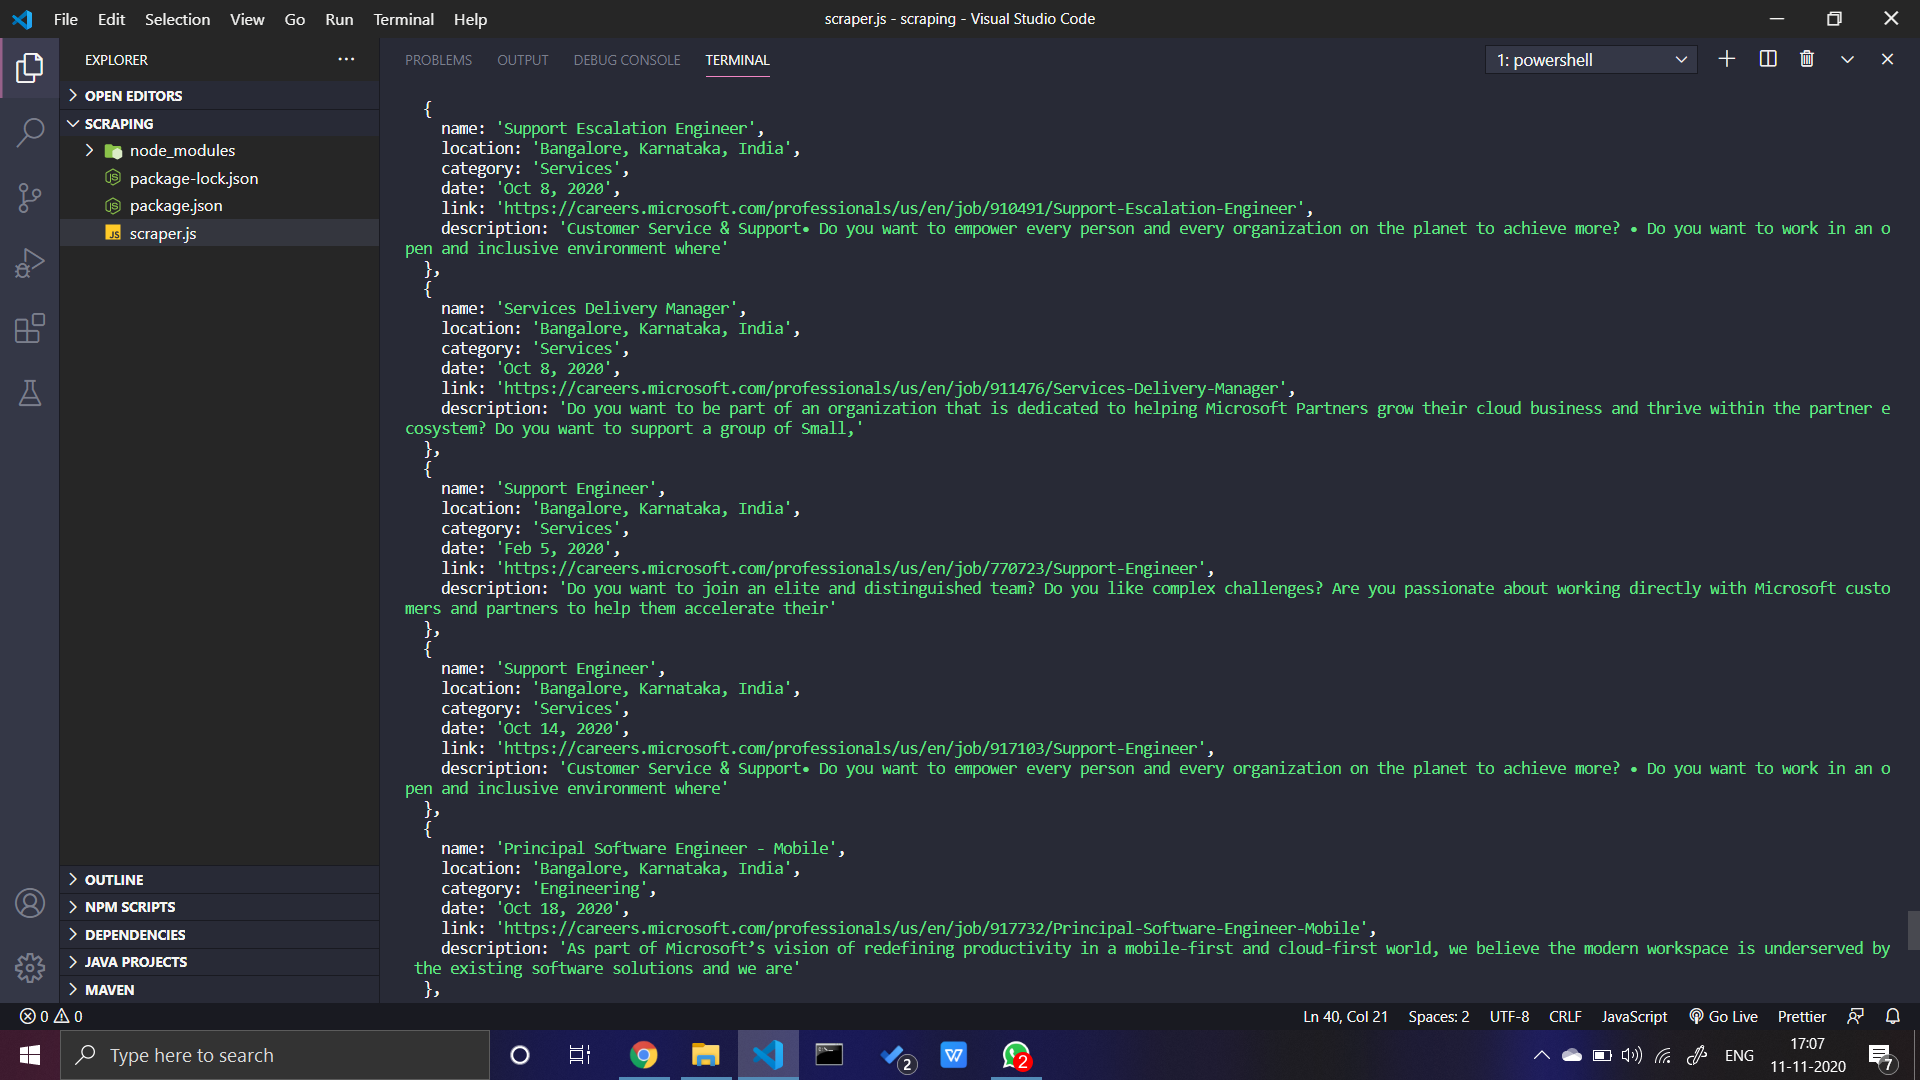 File Edit Selection View Go Run Terminal Help
scraper.js - scraping - Visual Studio Code
EXPLORER
PROBLEMS OUTPUT DEBUG CONSOLE TERMINAL
1: powershell
OPEN EDITORS
SCRAPING
node_modules
package-lock.json
package.json
JS scraper.js
OUTLINE
NPM SCRIPTS
DEPENDENCIES
JAVA PROJECTS
MAVEN
{
name: 'Support Escalation Engineer',
location: 'Bangalore, Karnataka, India',
category: 'Services',
date: 'Oct 8, 2020',
link: 'https://careers.microsoft.com/professionals/us/en/job/910491/Support-Escalation-Engineer',
description: 'Customer Service & Support• Do you want to empower every person and every organization on the planet to achieve more? • Do you want to work in an o
pen and inclusive environment where'
},
{
name: 'Services Delivery Manager',
location: 'Bangalore, Karnataka, India',
category: 'Services',
date: 'Oct 8, 2020',
link: 'https://careers.microsoft.com/professionals/us/en/job/911476/Services-Delivery-Manager',
description: 'Do you want to be part of an organization that is dedicated to helping Microsoft Partners grow their cloud business and thrive within the partner e
cosystem? Do you want to support a group of Small,'
},
{
name: 'Support Engineer',
location: 'Bangalore, Karnataka, India',
category: 'Services',
date: 'Feb 5, 2020',
link: 'https://careers.microsoft.com/professionals/us/en/job/770723/Support-Engineer',
description: 'Do you want to join an elite and distinguished team? Do you like complex challenges? Are you passionate about working directly with Microsoft custo
mers and partners to help them accelerate their'
},
{
name: 'Support Engineer',
location: 'Bangalore, Karnataka, India',
category: 'Services',
date: 'Oct 14, 2020',
link: 'https://careers.microsoft.com/professionals/us/en/job/917103/Support-Engineer',
description: 'Customer Service & Support• Do you want to empower every person and every organization on the planet to achieve more? • Do you want to work in an o
pen and inclusive environment where'
},
{
name: 'Principal Software Engineer - Mobile',
location: 'Bangalore, Karnataka, India',
category: 'Engineering',
date: 'Oct 18, 2020',
link: 'https://careers.microsoft.com/professionals/us/en/job/917732/Principal-Software-Engineer-Mobile',
description: 'As part of Microsoft’s vision of redefining productivity in a mobile-first and cloud-first world, we believe the modern workspace is underserved by
the existing software solutions and we are'
},
0 0
Ln 40, Col 21 Spaces: 2 UTF-8 CRLF JavaScript Go Live Prettier
Type here to search
2
W
2
ENG
17:07
11-11-2020
7